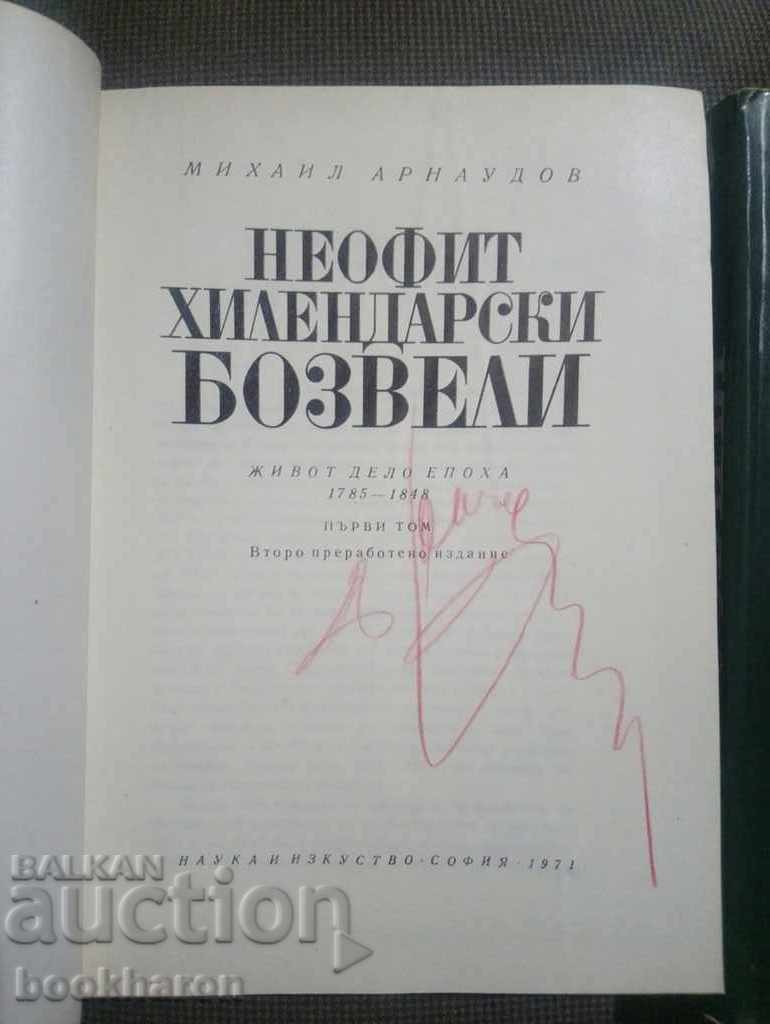 МИХАИЛ АРНАУДОВ
НЕОФИТ
ХИЛЕНДАРСКИ
БОЗВЕЛИ
ЖИВОТ ДЕЛО ЕПОХА
1785—1848
ПЪРВИ ТОМ
Второ преработено издание
НАУКА И ИЗКУСТВО · СОФИЯ · 1971
BALKAN
auction
bookharon